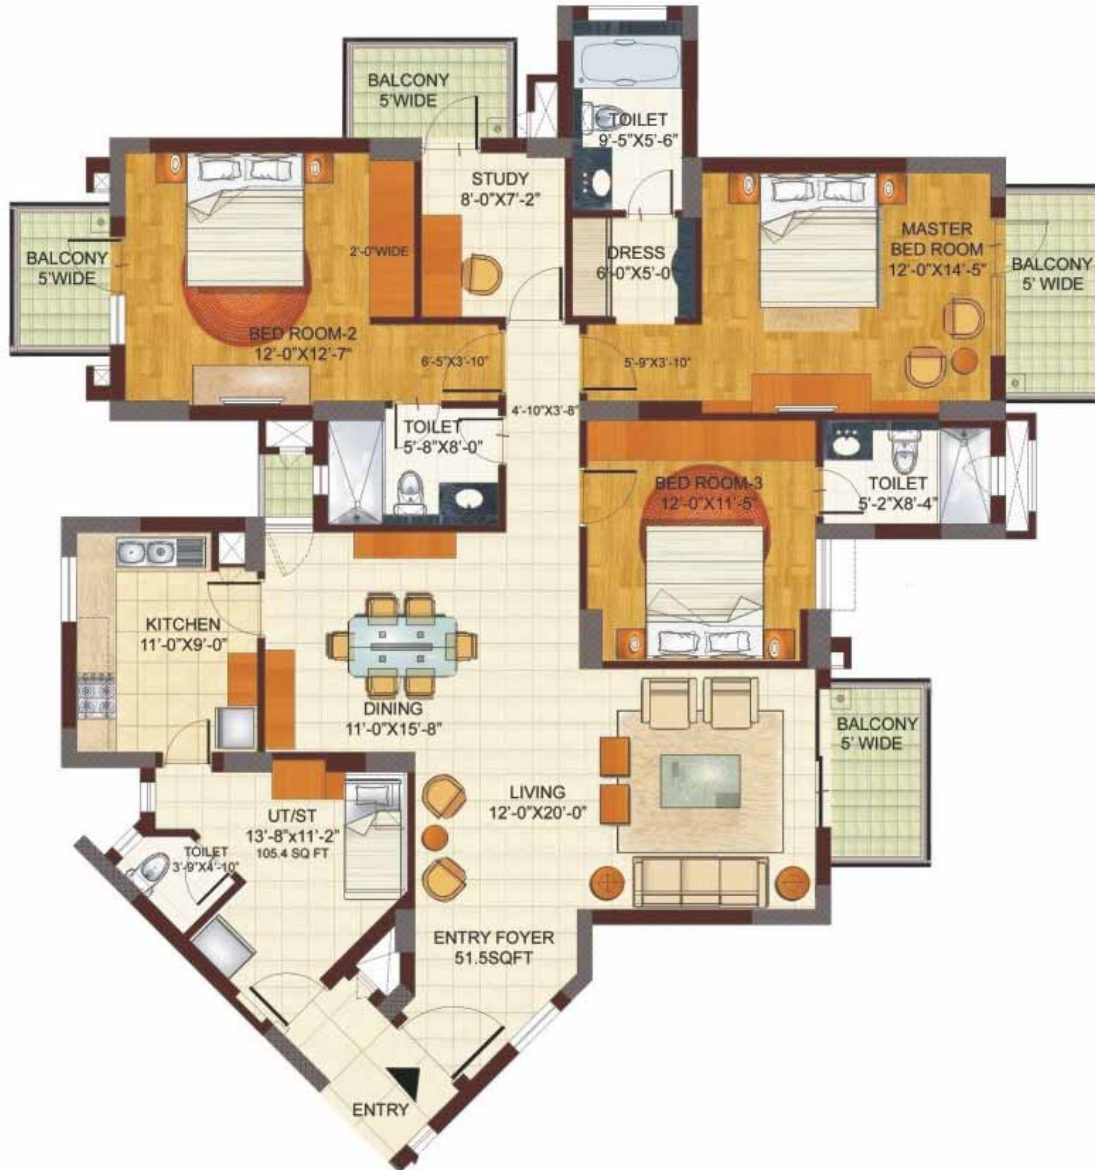 BALCONY
5'WIDE
TOILET
9'-5"X5'-6"
STUDY
8'-0"X7'-2"
BALCONY
5'WIDE
2'-0"WIDE
DRESS
6'-0"X5'-0"
MASTER
BED ROOM
12'-0"X14'-5"
BALCONY
5' WIDE
BED ROOM-2
12'-0"X12'-7"
6'-5"X3'-10"
5'-9"X3'-10"
4'-10"X3'-8"
TOILET
5'-8"X8'-0"
BED ROOM-3
12'-0"X11'-5"
TOILET
5'-2"X8'-4"
KITCHEN
11'-0"X9'-0"
DINING
11'-0"X15'-8"
BALCONY
5' WIDE
LIVING
12'-0"X20'-0"
UT/ST
13'-8"x11'-2"
105.4 SQ FT
TOILET
3'-9"X4'-10"
ENTRY FOYER
51.5SQFT
ENTRY